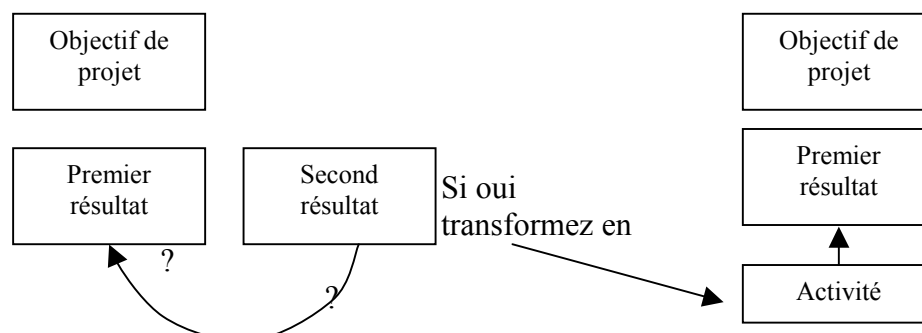 Objectif de
projet
Objectif de
projet
Premier
résultat
Second
résultat
Si oui
transformez en
Premier
résultat
?
?
Activité